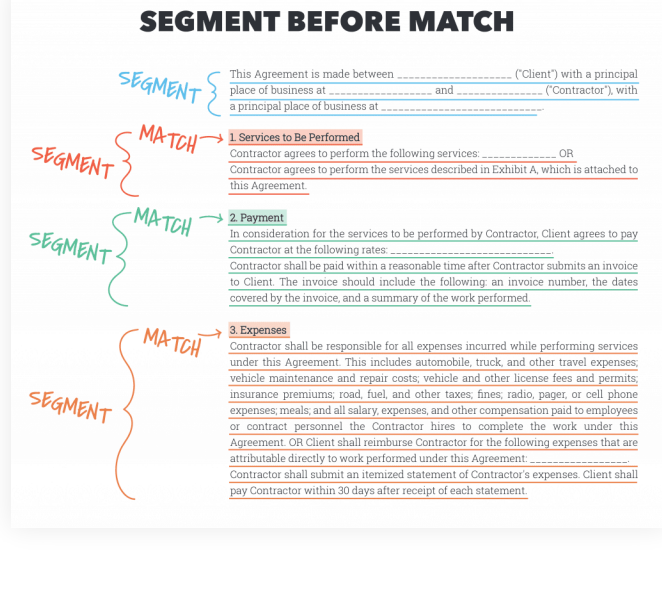 SEGMENT BEFORE MATCH
SEGMENT
This Agreement is made between ____________________ ("Client") with a principal
place of business at __________________ and _______________ ("Contractor"), with
a principal place of business at ____________________________.
SEGMENT
MATCH
1. Services to Be Performed
Contractor agrees to perform the following services: _____________ OR
Contractor agrees to perform the services described in Exhibit A, which is attached to
this Agreement.
SEGMENT
MATCH
2. Payment
In consideration for the services to be performed by Contractor, Client agrees to pay
Contractor at the following rates: ____________________________.
Contractor shall be paid within a reasonable time after Contractor submits an invoice
to Client. The invoice should include the following: an invoice number, the dates
covered by the invoice, and a summary of the work performed.
SEGMENT
MATCH
3. Expenses
Contractor shall be responsible for all expenses incurred while performing services
under this Agreement. This includes automobile, truck, and other travel expenses;
vehicle maintenance and repair costs; vehicle and other license fees and permits;
insurance premiums; road, fuel, and other taxes; fines; radio, pager, or cell phone
expenses; meals; and all salary, expenses, and other compensation paid to employees
or contract personnel the Contractor hires to complete the work under this
Agreement. OR Client shall reimburse Contractor for the following expenses that are
attributable directly to work performed under this Agreement: _________________.
Contractor shall submit an itemized statement of Contractor's expenses. Client shall
pay Contractor within 30 days after receipt of each statement.